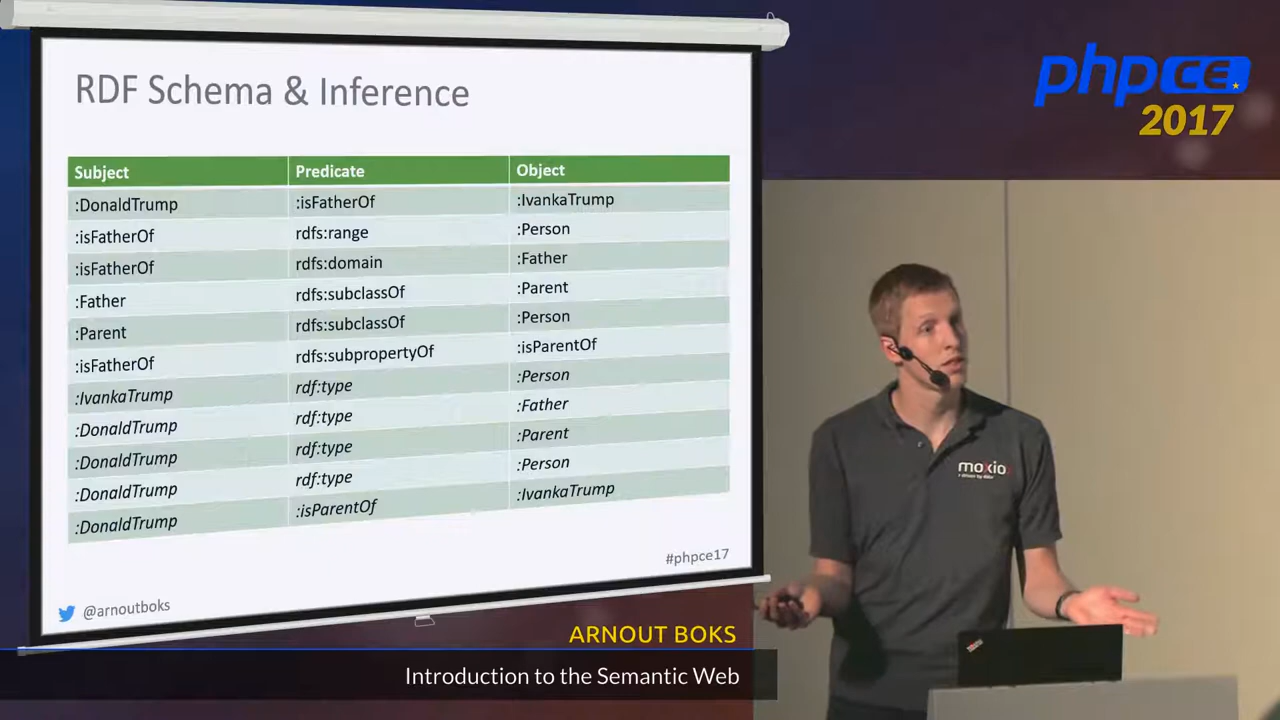 RDF Schema & Inference
Subject Predicate Object
:DonaldTrump :isFatherOf :IvankaTrump
:isFatherOf rdfs:range :Person
:isFatherOf rdfs:domain :Father
:Father rdfs:subclassOf :Parent
:Parent rdfs:subclassOf :Person
:isFatherOf rdfs:subpropertyOf :isParentOf
:IvankaTrump rdf:type :Person
:DonaldTrump rdf:type :Father
:DonaldTrump rdf:type :Parent
:DonaldTrump rdf:type :Person
:DonaldTrump :isParentOf :IvankaTrump
#phpce17
@arnoutboks
phpCE
2017
moxio
ARNOUT BOKS
Introduction to the Semantic Web